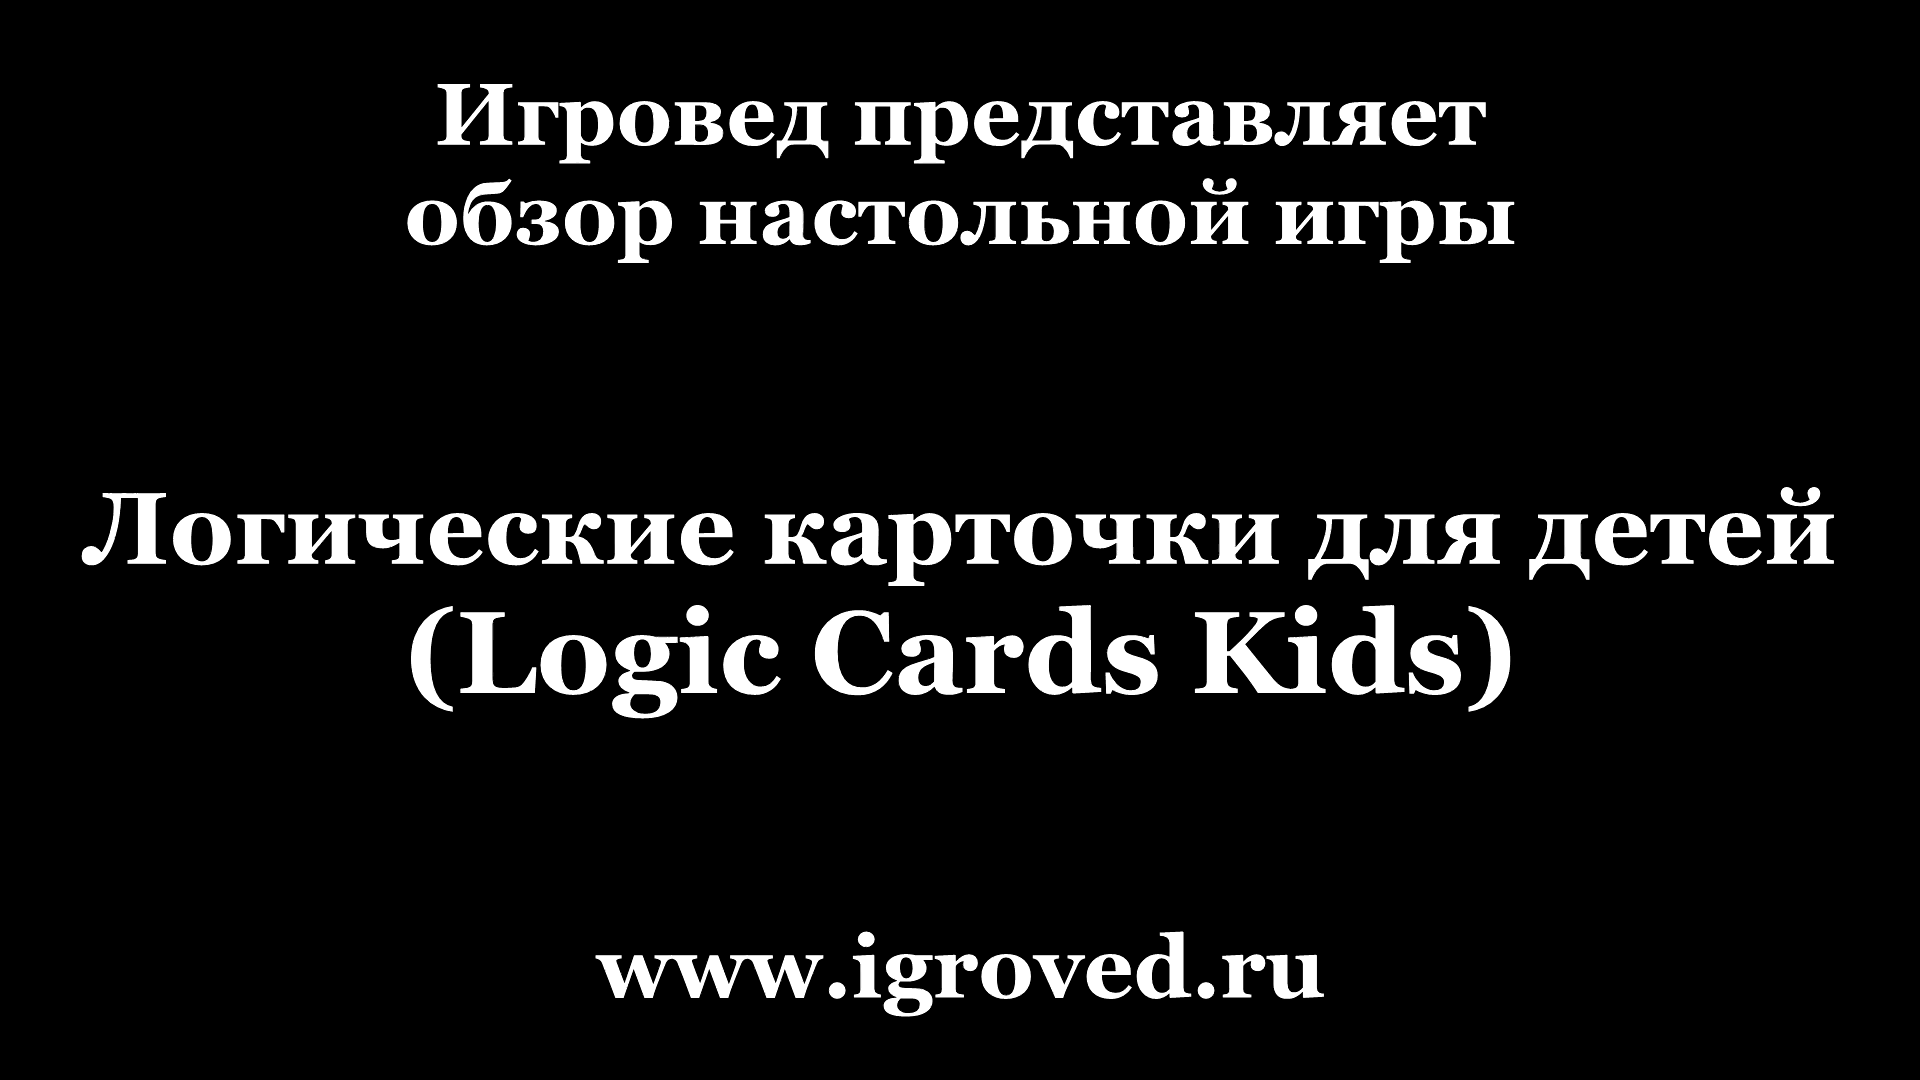 Игровед представляет
обзор настольной игры
Логические карточки для детей
(Logic Cards Kids)
www.igroved.ru